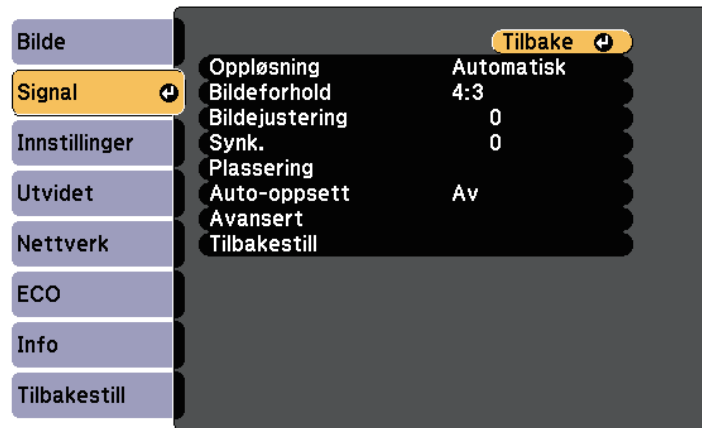 Bilde
Signal
Innstillinger
Utvidet
Nettverk
ECO
Info
Tilbakestill
Tilbake
Oppløsning Automatisk
Bildeforhold 4:3
Bildejustering 0
Synk. 0
Plassering
Auto-oppsett Av
Avansert
Tilbakestill